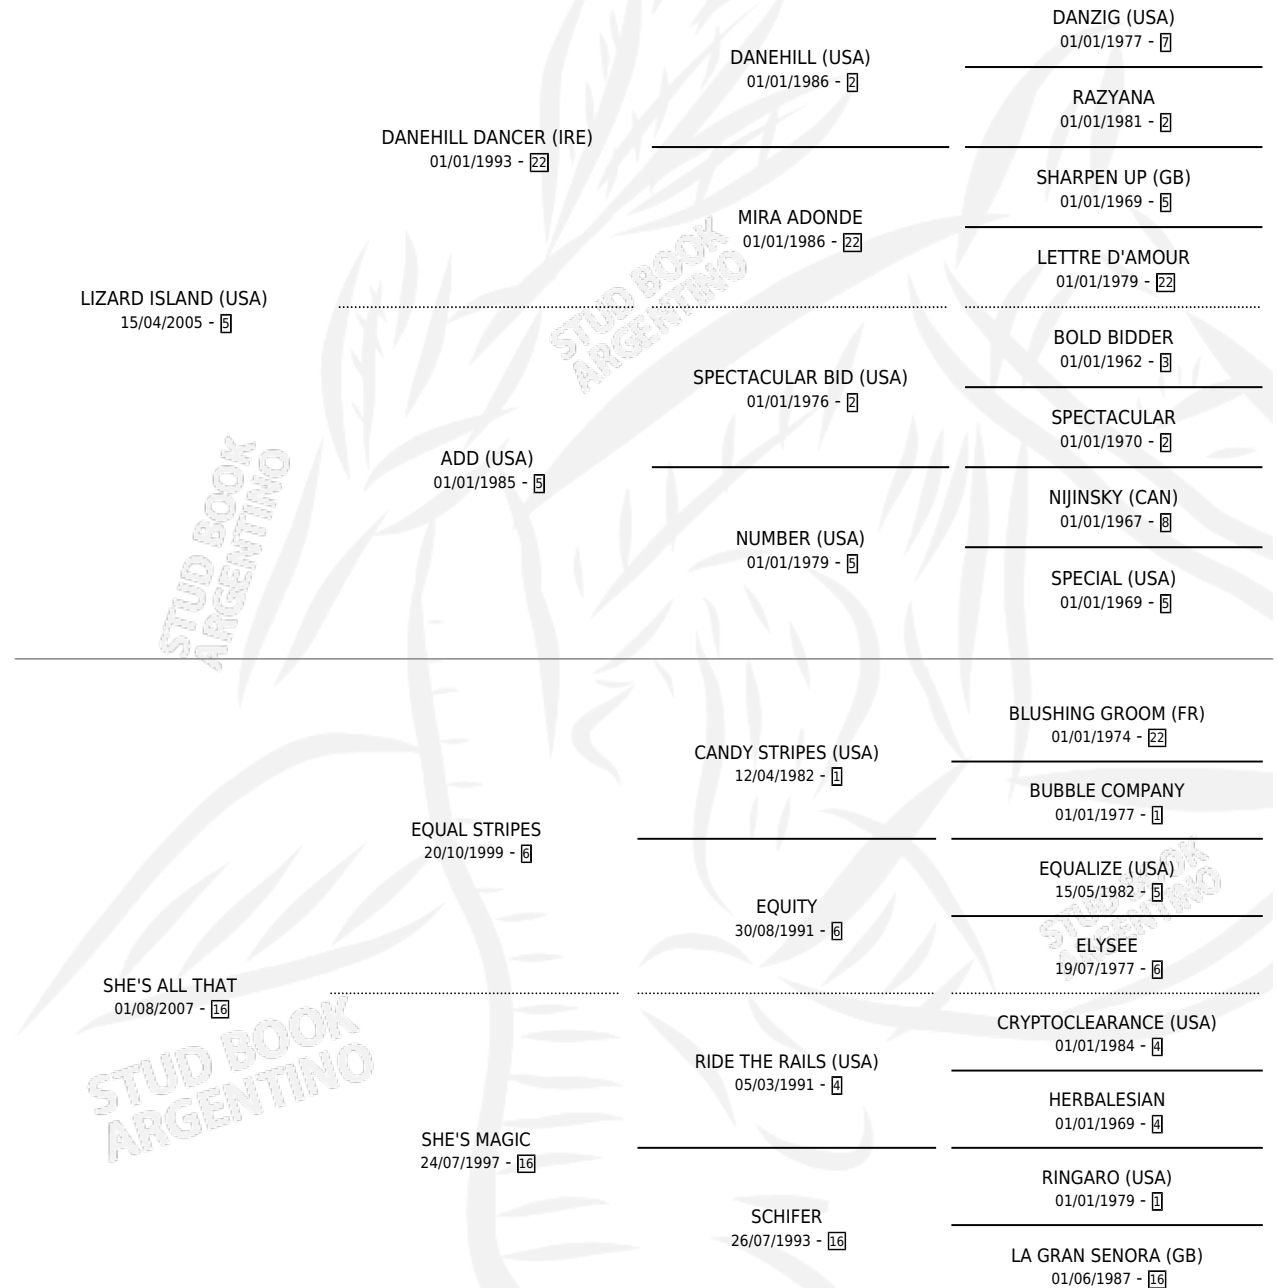 DANZIG (USA)
01/01/1977 - 7
DANEHILL (USA)
01/01/1986 - 2
RAZYANA
01/01/1981 - 2
DANEHILL DANCER (IRE)
01/01/1993 - 22
SHARPEN UP (GB)
01/01/1969 - 5
MIRA ADONDE
01/01/1986 - 22
LETTRE D'AMOUR
01/01/1979 - 22
LIZARD ISLAND (USA)
15/04/2005 - 5
BOLD BIDDER
01/01/1962 - 3
SPECTACULAR BID (USA)
01/01/1976 - 2
SPECTACULAR
01/01/1970 - 2
ADD (USA)
01/01/1985 - 5
NIJINSKY (CAN)
01/01/1967 - 8
NUMBER (USA)
01/01/1979 - 5
SPECIAL (USA)
01/01/1969 - 5
BLUSHING GROOM (FR)
01/01/1974 - 22
CANDY STRIPES (USA)
12/04/1982 - 1
BUBBLE COMPANY
01/01/1977 - 1
EQUAL STRIPES
20/10/1999 - 6
EQUALIZE (USA)
15/05/1982 - 5
EQUITY
30/08/1991 - 6
ELYSEE
19/07/1977 - 6
SHE'S ALL THAT
01/08/2007 - 16
CRYPTOCLEARANCE (USA)
01/01/1984 - 4
RIDE THE RAILS (USA)
05/03/1991 - 4
HERBALESIAN
01/01/1969 - 4
SHE'S MAGIC
24/07/1997 - 16
RINGARO (USA)
01/01/1979 - 1
SCHIFER
26/07/1993 - 16
LA GRAN SENORA (GB)
01/06/1987 - 16
STUD BOOK
ARGENTINO
STUD BOOK
ARGENTINO
STUD BOOK
ARGENTINO
STUD BOOK
ARGENTINO